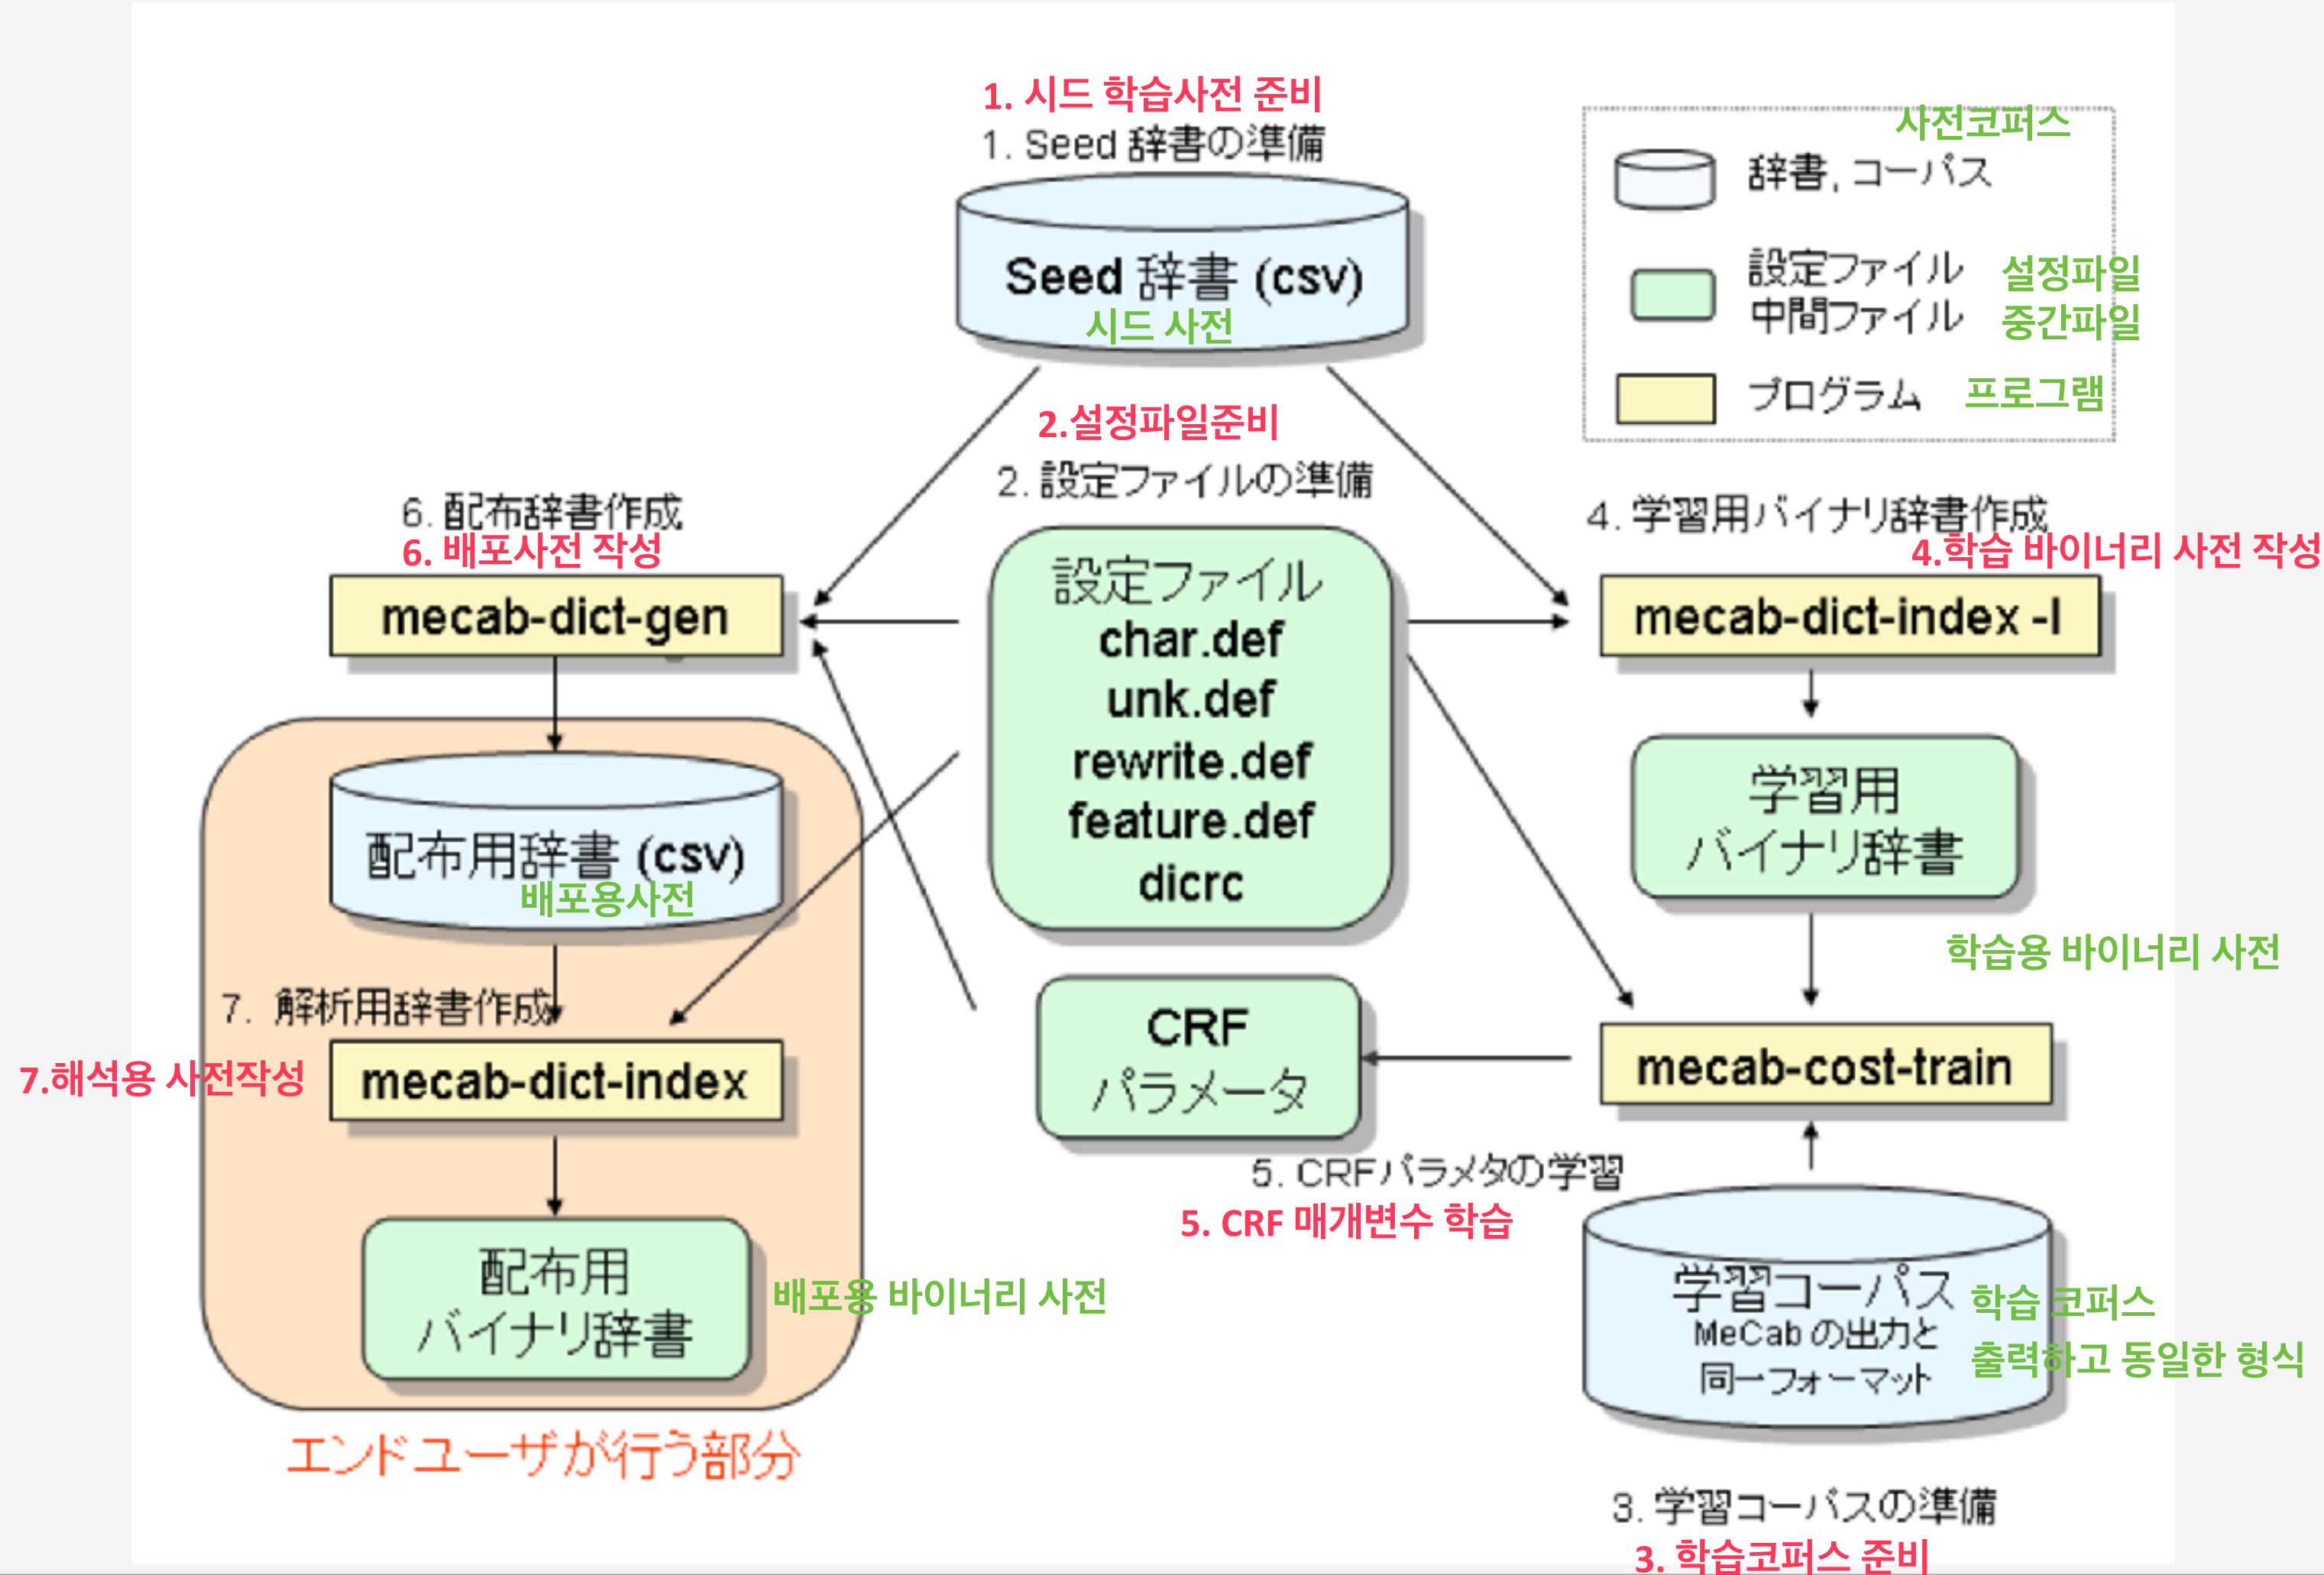 1. 시드 학습사전 준비
1. Seed 辞書の準備
Seed 辞書 (csv)
시드 사전
사전코퍼스
辞書, コーパス
設定ファイル 설정파일
中間ファイル 중간파일
プログラム 프로그램
2.설정파일준비
2. 設定ファイルの準備
設定ファイル
char.def
unk.def
rewrite.def
feature.def
dicrc
6. 配布辞書作成
6. 배포사전 작성
mecab-dict-gen
4. 学習用バイナリ辞書作成
4.학습 바이너리 사전 작성
mecab-dict-index -l
学習用
バイナリ辞書
학습용 바이너리 사전
配布用辞書 (csv)
배포용사전
7. 解析用辞書作成
7.해석용 사전작성
mecab-dict-index
CRF
パラメータ
mecab-cost-train
5. CRFパラメタの学習
5. CRF 매개변수 학습
配布用
バイナリ辞書
배포용 바이너리 사전
学習コーパス 학습 코퍼스
MeCab の出力と
同一フォーマット 출력하고 동일한 형식
エンドユーザが行う部分
3. 学習コーパスの準備
3. 학습코퍼스 준비